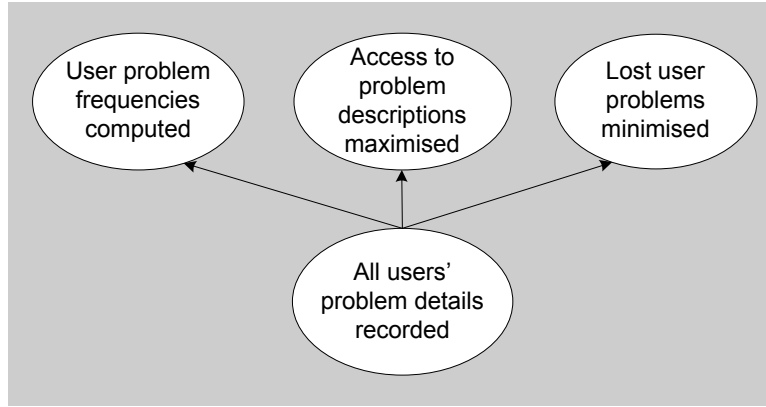 User problem
frequencies
computed
Access to
problem
descriptions
maximised
Lost user
problems
minimised
All users’
problem details
recorded